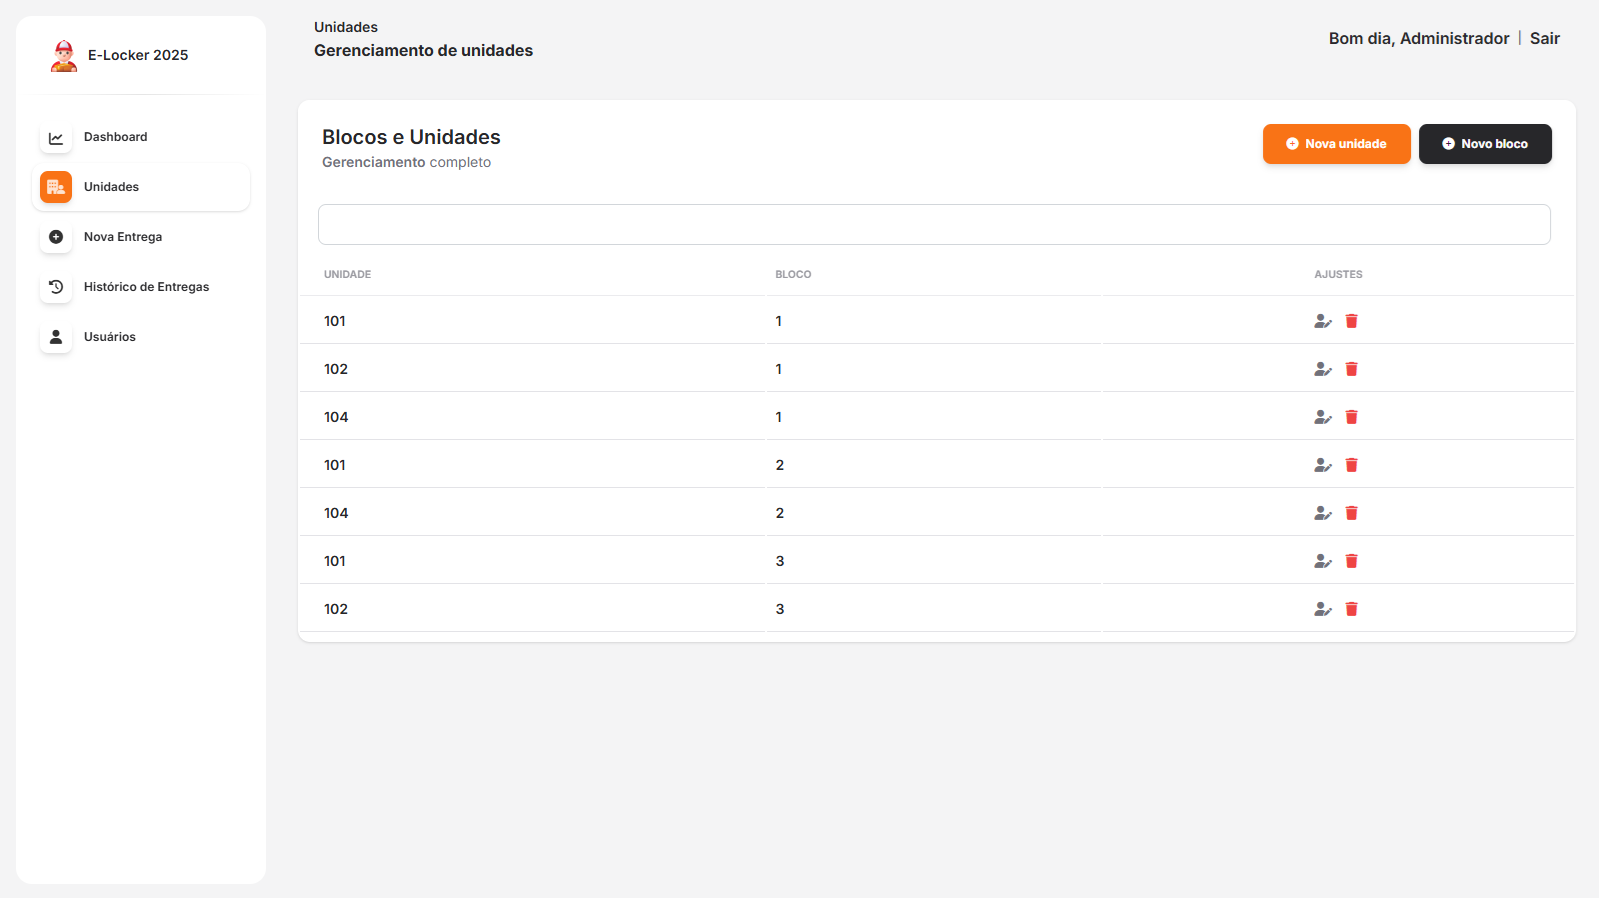 E-Locker 2025
Dashboard
Unidades
Nova Entrega
Histórico de Entregas
Usuários
Unidades
Gerenciamento de unidades
Bom dia, Administrador | Sair
Blocos e Unidades
Gerenciamento completo
Nova unidade
Novo bloco
UNIDADE BLOCO AJUSTES
101 1
102 1
104 1
101 2
104 2
101 3
102 3